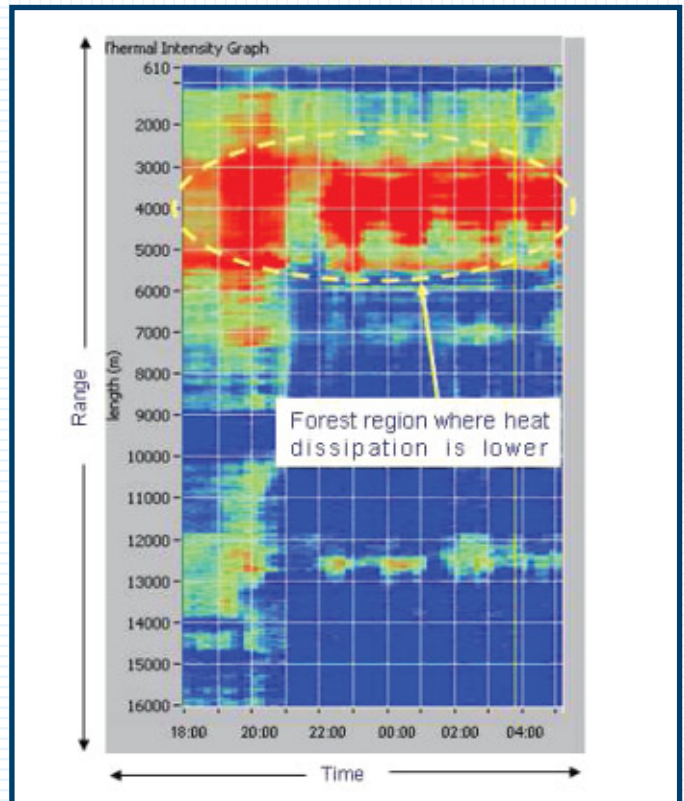 Thermal Intensity Graph
610
2000
3000
4000
5000
6000
7000
8000
9000
10000
11000
12000
13000
14000
15000
16000
length (m)
Range
Forest region where heat
dissipation is lower
18:00 20:00 22:00 00:00 02:00 04:00
Time